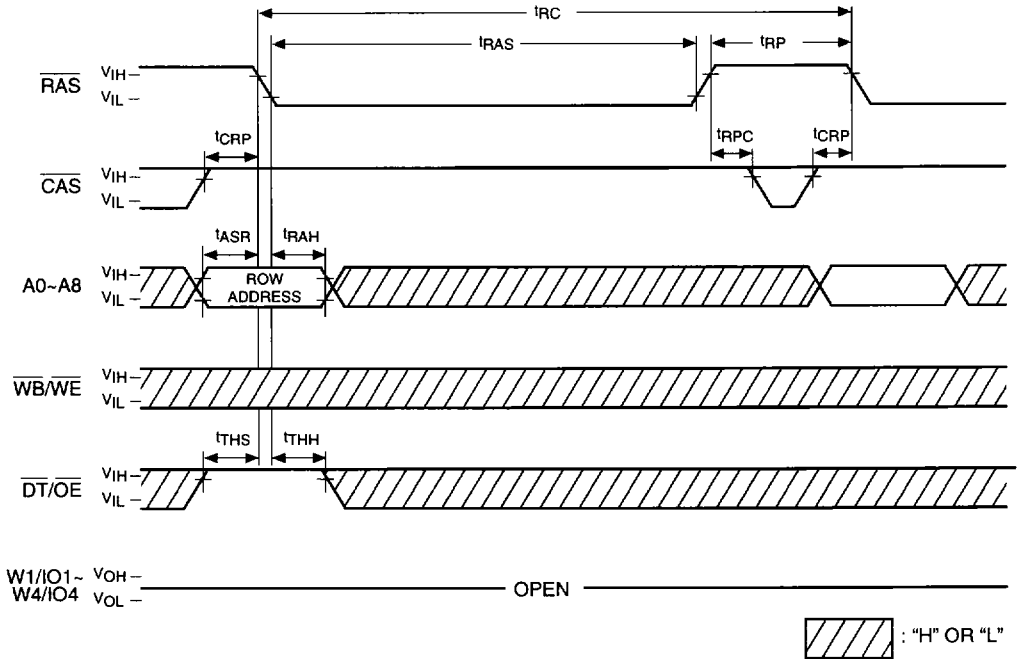 tRC
tRAS
tRP
RAS
VIH
VIL
tCRP
tRPC
tCRP
CAS
VIH
VIL
tASR
tRAH
A0~A8
VIH
VIL
ROW
ADDRESS
WB/WE
VIH
VIL
tTHS
tTHH
DT/OE
VIH
VIL
W1/IO1~
W4/IO4
VOH
VOL
OPEN
: "H" OR "L"